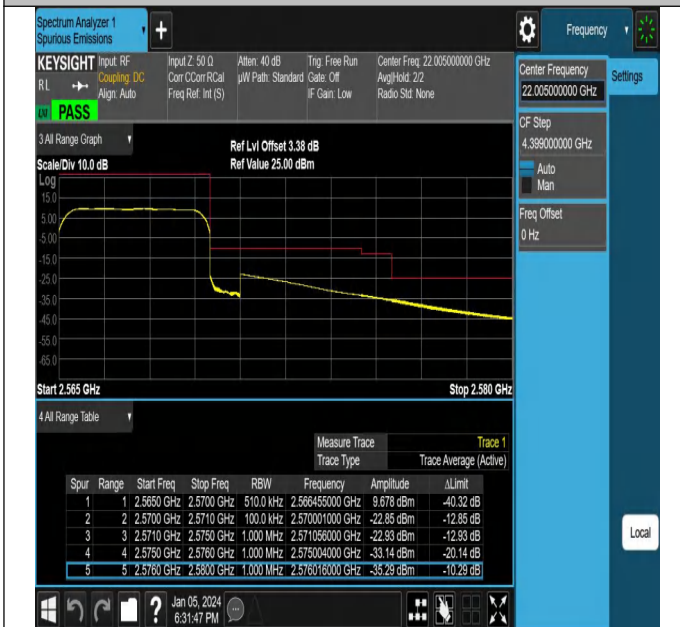 Spectrum Analyzer 1
Spurious Emissions
+
Frequency
KEYSIGHT Input: RF Input Z: 50 Ω Atten: 40 dB Trig: Free Run Center Freq: 22.005000000 GHz
RL Coupling: DC Corr CCorr RCal µW Path: Standard Gate: Off Avg|Hold: 2/2
Align: Auto Freq Ref: Int (S) IF Gain: Low Radio Std: None
PASS
Center Frequency
22.005000000 GHz
Settings
CF Step
4.399000000 GHz
Auto
Man
Freq Offset
0 Hz
3 All Range Graph
Ref Lvl Offset 3.38 dB
Scale/Div 10.0 dB Ref Value 25.00 dBm
Log
15.0
5.00
-5.00
-15.0
-25.0
-35.0
-45.0
-55.0
-65.0
Start 2.565 GHz Stop 2.580 GHz
4 All Range Table
Measure Trace Trace 1
Trace Type Trace Average (Active)
Spur Range Start Freq Stop Freq RBW Frequency Amplitude ΔLimit
1 1 2.5650 GHz 2.5700 GHz 510.0 kHz 2.566455000 GHz 9.678 dBm -40.32 dB
2 2 2.5700 GHz 2.5710 GHz 100.0 kHz 2.570001000 GHz -22.85 dBm -12.85 dB
3 3 2.5710 GHz 2.5750 GHz 1.000 MHz 2.571056000 GHz -22.93 dBm -12.93 dB
4 4 2.5750 GHz 2.5760 GHz 1.000 MHz 2.575004000 GHz -33.14 dBm -20.14 dB
5 5 2.5760 GHz 2.5800 GHz 1.000 MHz 2.576016000 GHz -35.29 dBm -10.29 dB
Local
?
Jan 05, 2024
6:31:47 PM